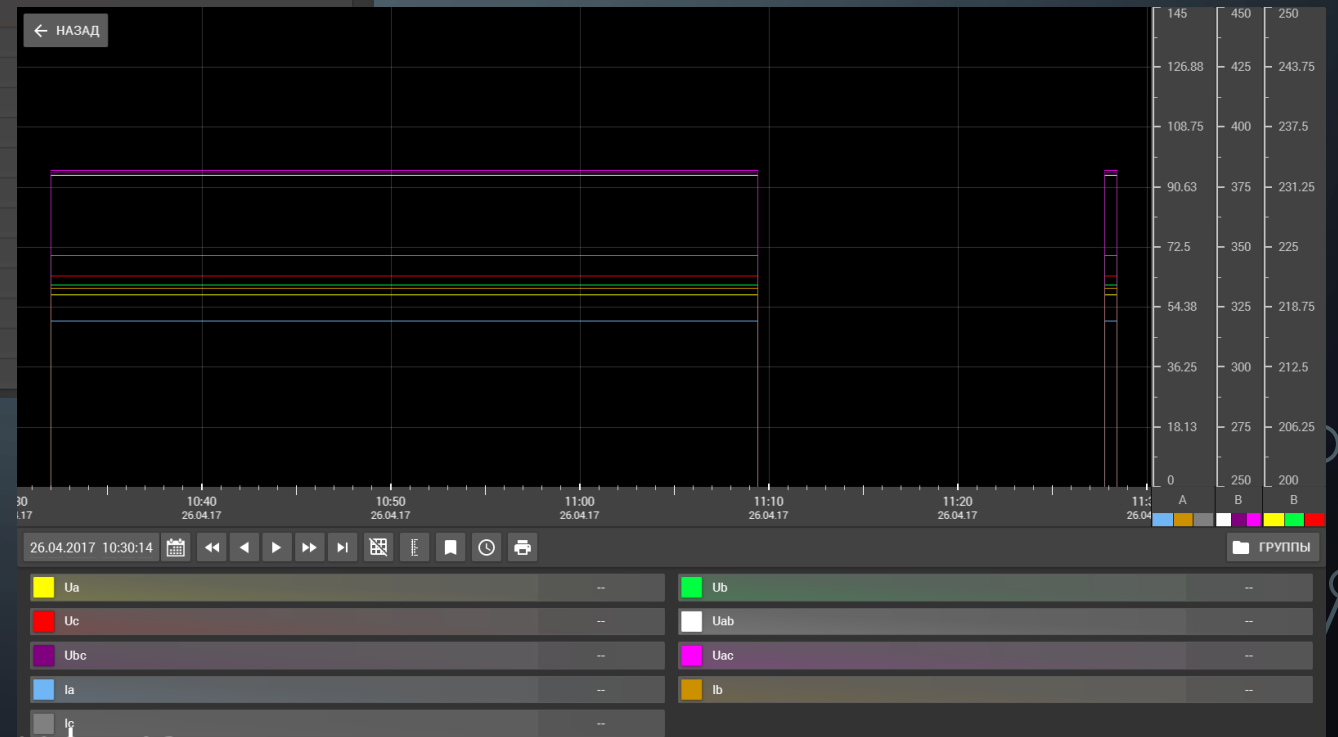 НАЗАД
145 450 250
126.88 425 243.75
108.75 400 237.5
90.63 375 231.25
72.5 350 225
54.38 325 218.75
36.25 300 212.5
18.13 275 206.25
0 250 200
A B B
10:40 10:50 11:00 11:10 11:20
26.04.17 26.04.17 26.04.17 26.04.17 26.04.17
26.04.2017 10:30:14
ГРУППЫ
Ua -- Ub --
Uc -- Uab --
Ubc -- Uac --
Ia -- Ib --
Ic --